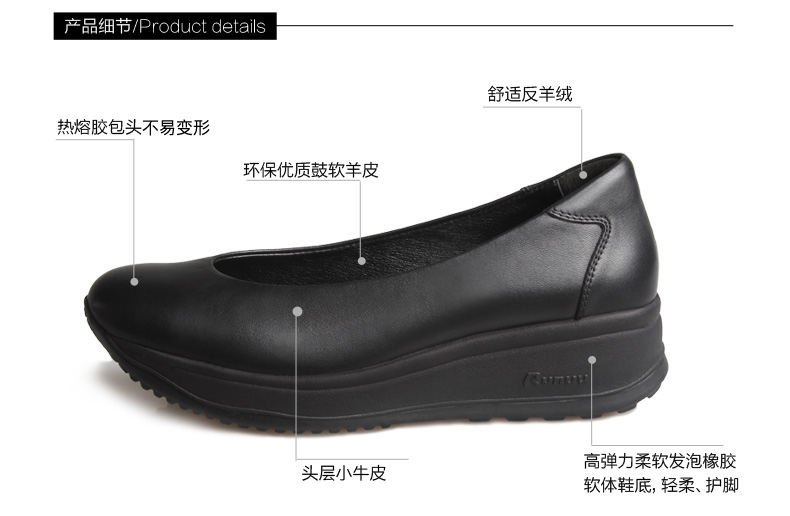 产品细节/Product details
舒适反羊绒
热熔胶包头不易变形
环保优质鼓软羊皮
头层小牛皮
高弹力柔软发泡橡胶
软体鞋底，轻柔、护脚